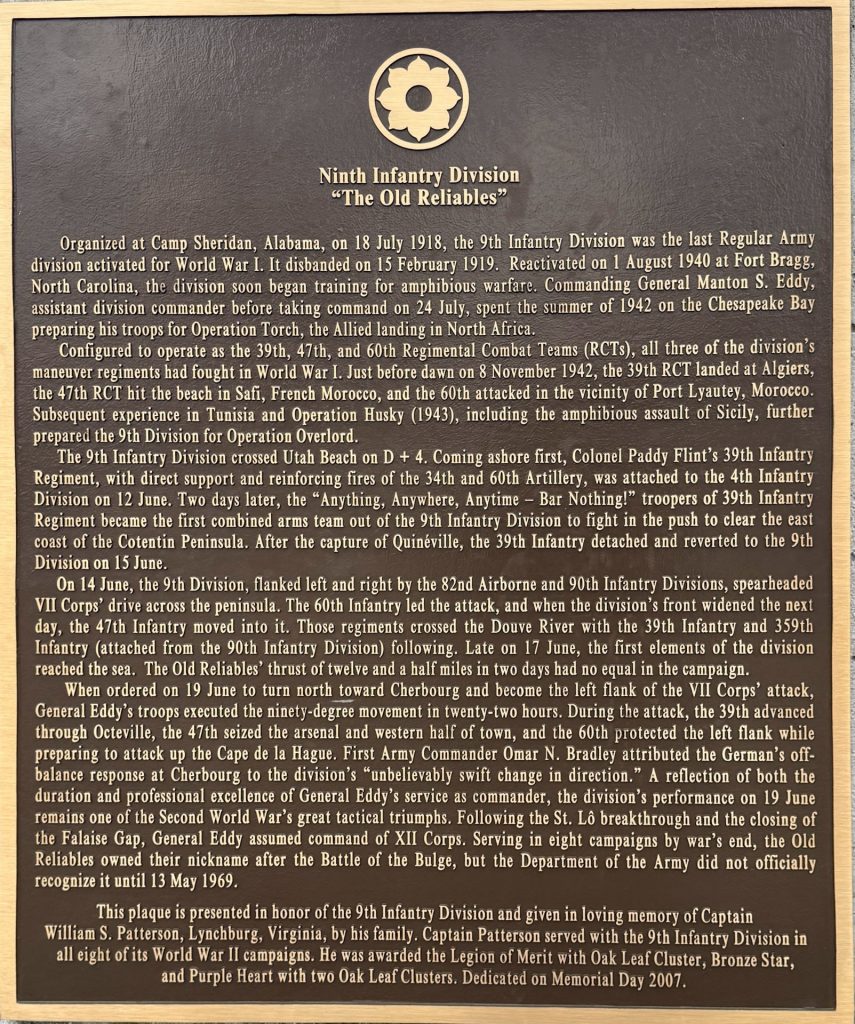 Ninth Infantry Division
“The Old Reliables”
Organized at Camp Sheridan, Alabama, on 18 July 1918, the 9th Infantry Division was the last Regular Army
division activated for World War I. It disbanded on 15 February 1919. Reactivated on 1 August 1940 at Fort Bragg,
North Carolina, the division soon began training for amphibious warfare. Commanding General Manton S. Eddy,
assistant division commander before taking command on 24 July, spent the summer of 1942 on the Chesapeake Bay
preparing his troops for Operation Torch, the Allied landing in North Africa.
Configured to operate as the 39th, 47th, and 60th Regimental Combat Teams (RCTs), all three of the division’s
maneuver regiments had fought in World War I. Just before dawn on 8 November 1942, the 39th RCT landed at Algiers,
the 47th RCT hit the beach in Safi, French Morocco, and the 60th attacked in the vicinity of Port Lyautey, Morocco.
Subsequent experience in Tunisia and Operation Husky (1943), including the amphibious assault of Sicily, further
prepared the 9th Division for Operation Overlord.
The 9th Infantry Division crossed Utah Beach on D + 4. Coming ashore first, Colonel Paddy Flint’s 39th Infantry
Regiment, with direct support and reinforcing fires of the 34th and 60th Artillery, was attached to the 4th Infantry
Division on 12 June. Two days later, the “Anything, Anywhere, Anytime – Bar Nothing!” troopers of 39th Infantry
Regiment became the first combined arms team out of the 9th Infantry Division to fight in the push to clear the east
coast of the Cotentin Peninsula. After the capture of Quinéville, the 39th Infantry detached and reverted to the 9th
Division on 15 June.
On 14 June, the 9th Division, flanked left and right by the 82nd Airborne and 90th Infantry Divisions, spearheaded
VII Corps’ drive across the peninsula. The 60th Infantry led the attack, and when the division’s front widened the next
day, the 47th Infantry moved into it. Those regiments crossed the Douve River with the 39th Infantry and 359th
Infantry (attached from the 90th Infantry Division) following. Late on 17 June, the first elements of the division
reached the sea. The Old Reliables’ thrust of twelve and a half miles in two days had no equal in the campaign.
When ordered on 19 June to turn north toward Cherbourg and become the left flank of the VII Corps’ attack,
General Eddy’s troops executed the ninety-degree movement in twenty-two hours. During the attack, the 39th advanced
through Octeville, the 47th seized the arsenal and western half of town, and the 60th protected the left flank while
preparing to attack up the Cape de la Hague. First Army Commander Omar N. Bradley attributed the German’s off-
balance response at Cherbourg to the division’s “unbelievably swift change in direction.” A reflection of both the
duration and professional excellence of General Eddy’s service as commander, the division’s performance on 19 June
remains one of the Second World War’s great tactical triumphs. Following the St. Lô breakthrough and the closing of
the Falaise Gap, General Eddy assumed command of XII Corps. Serving in eight campaigns by war’s end, the Old
Reliables owned their nickname after the Battle of the Bulge, but the Department of the Army did not officially
recognize it until 13 May 1969.
This plaque is presented in honor of the 9th Infantry Division and given in loving memory of Captain
William S. Patterson, Lynchburg, Virginia, by his family. Captain Patterson served with the 9th Infantry Division in
all eight of its World War II campaigns. He was awarded the Legion of Merit with Oak Leaf Cluster, Bronze Star,
and Purple Heart with two Oak Leaf Clusters. Dedicated on Memorial Day 2007.